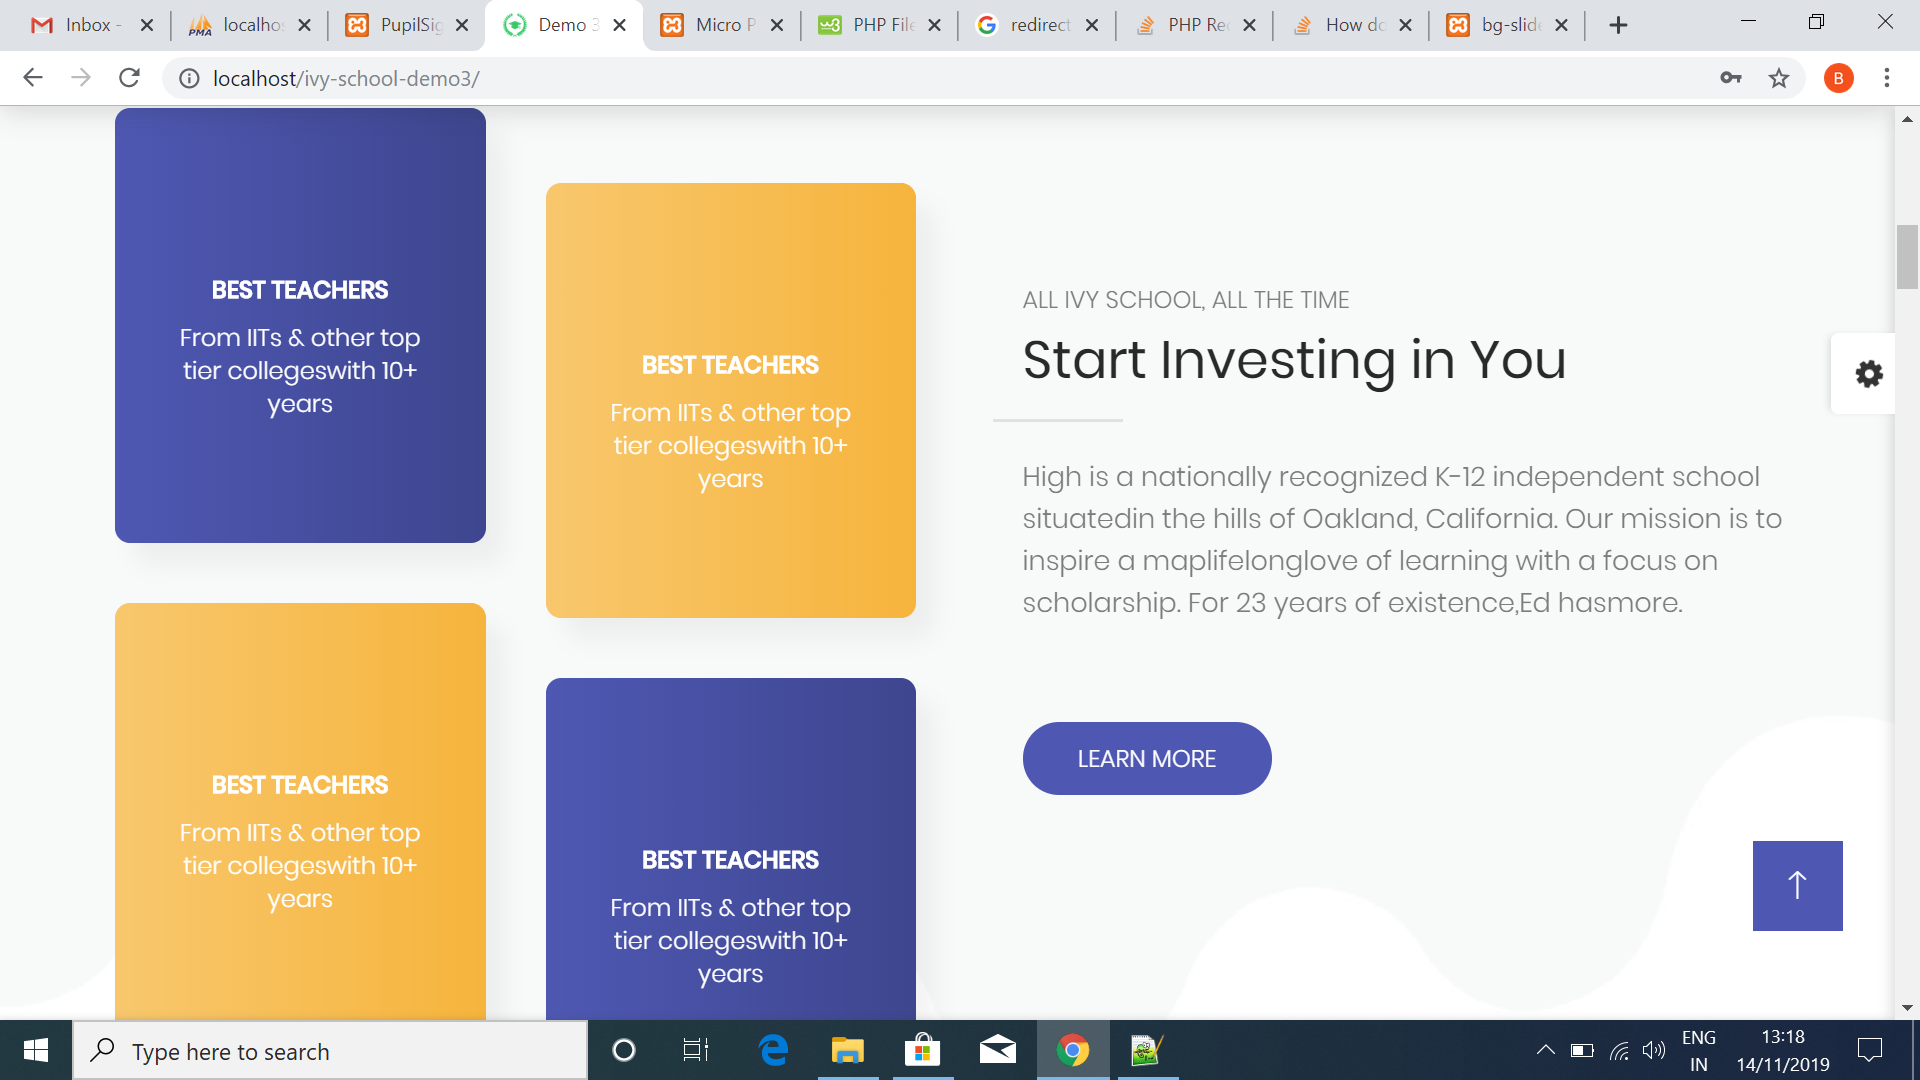 Inbox -
localhos
PupilSig
Demo 3
Micro P
PHP File
redirect
PHP Rec
How do
bg-slide
localhost/ivy-school-demo3/
B
BEST TEACHERS
From IITs & other top
tier collegeswith 10+
years
BEST TEACHERS
From IITs & other top
tier collegeswith 10+
years
BEST TEACHERS
From IITs & other top
tier collegeswith 10+
years
BEST TEACHERS
From IITs & other top
tier collegeswith 10+
years
ALL IVY SCHOOL, ALL THE TIME
Start Investing in You
High is a nationally recognized K-12 independent school
situatedin the hills of Oakland, California. Our mission is to
inspire a maplifelonglove of learning with a focus on
scholarship. For 23 years of existence,Ed hasmore.
LEARN MORE
Type here to search
ENG
IN
13:18
14/11/2019